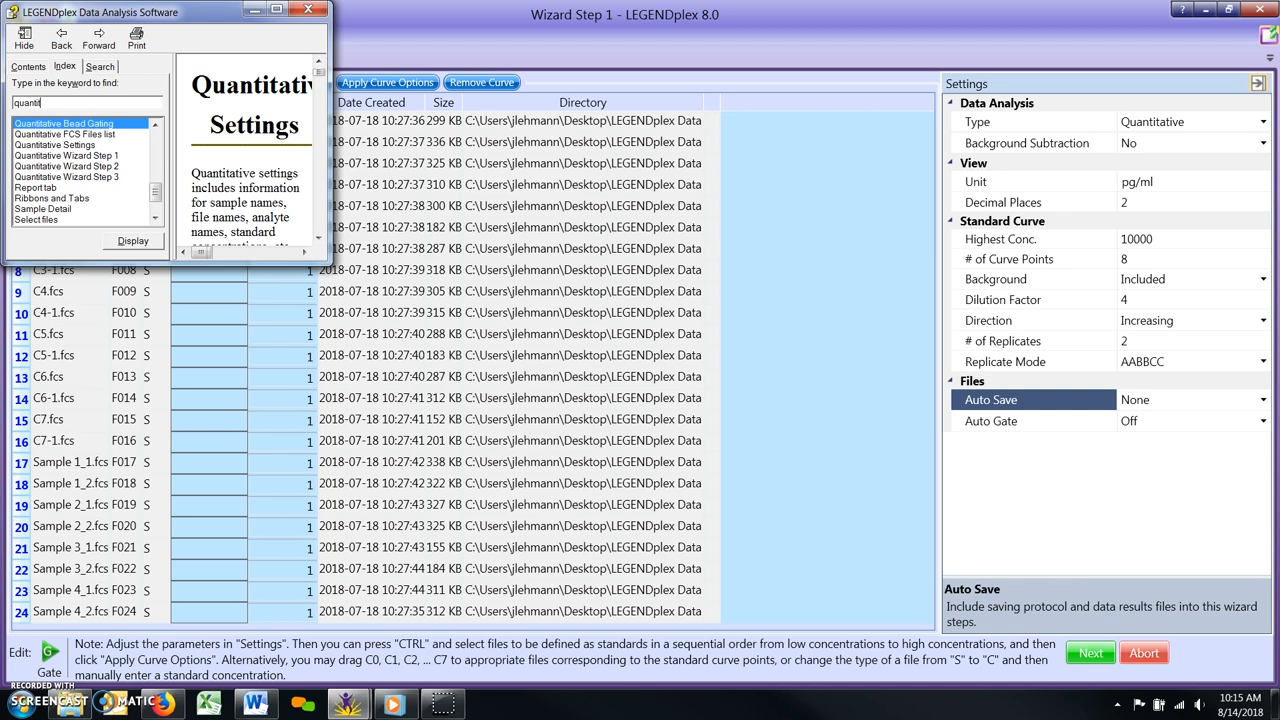 LEGENDplex Data Analysis Software
Wizard Step 1 - LEGENDplex 8.0
Hide Back Forward Print
Contents Index Search
Type in the keyword to find:
quantit
Quantitative Bead Gating
Quantitative FCS Files list
Quantitative Settings
Quantitative Wizard Step 1
Quantitative Wizard Step 2
Quantitative Wizard Step 3
Report tab
Ribbons and Tabs
Sample Detail
Select files
Display
Quantitativ
Settings
Quantitative settings
includes information
for sample names,
file names, analyte
names, standard
Apply Curve Options Remove Curve
Date Created Size Directory
2018-07-18 10:27:36 299 KB C:\Users\jlehmann\Desktop\LEGENDplex Data
2018-07-18 10:27:37 336 KB C:\Users\jlehmann\Desktop\LEGENDplex Data
2018-07-18 10:27:37 325 KB C:\Users\jlehmann\Desktop\LEGENDplex Data
2018-07-18 10:27:37 310 KB C:\Users\jlehmann\Desktop\LEGENDplex Data
2018-07-18 10:27:38 300 KB C:\Users\jlehmann\Desktop\LEGENDplex Data
2018-07-18 10:27:38 182 KB C:\Users\jlehmann\Desktop\LEGENDplex Data
2018-07-18 10:27:38 287 KB C:\Users\jlehmann\Desktop\LEGENDplex Data
8 C3-1.fcs F008 S 1 2018-07-18 10:27:39 318 KB C:\Users\jlehmann\Desktop\LEGENDplex Data
9 C4.fcs F009 S 1 2018-07-18 10:27:39 305 KB C:\Users\jlehmann\Desktop\LEGENDplex Data
10 C4-1.fcs F010 S 1 2018-07-18 10:27:39 315 KB C:\Users\jlehmann\Desktop\LEGENDplex Data
11 C5.fcs F011 S 1 2018-07-18 10:27:40 288 KB C:\Users\jlehmann\Desktop\LEGENDplex Data
12 C5-1.fcs F012 S 1 2018-07-18 10:27:40 183 KB C:\Users\jlehmann\Desktop\LEGENDplex Data
13 C6.fcs F013 S 1 2018-07-18 10:27:40 287 KB C:\Users\jlehmann\Desktop\LEGENDplex Data
14 C6-1.fcs F014 S 1 2018-07-18 10:27:41 312 KB C:\Users\jlehmann\Desktop\LEGENDplex Data
15 C7.fcs F015 S 1 2018-07-18 10:27:41 152 KB C:\Users\jlehmann\Desktop\LEGENDplex Data
16 C7-1.fcs F016 S 1 2018-07-18 10:27:41 201 KB C:\Users\jlehmann\Desktop\LEGENDplex Data
17 Sample 1_1.fcs F017 S 1 2018-07-18 10:27:42 338 KB C:\Users\jlehmann\Desktop\LEGENDplex Data
18 Sample 1_2.fcs F018 S 1 2018-07-18 10:27:42 322 KB C:\Users\jlehmann\Desktop\LEGENDplex Data
19 Sample 2_1.fcs F019 S 1 2018-07-18 10:27:43 327 KB C:\Users\jlehmann\Desktop\LEGENDplex Data
20 Sample 2_2.fcs F020 S 1 2018-07-18 10:27:43 325 KB C:\Users\jlehmann\Desktop\LEGENDplex Data
21 Sample 3_1.fcs F021 S 1 2018-07-18 10:27:43 155 KB C:\Users\jlehmann\Desktop\LEGENDplex Data
22 Sample 3_2.fcs F022 S 1 2018-07-18 10:27:44 184 KB C:\Users\jlehmann\Desktop\LEGENDplex Data
23 Sample 4_1.fcs F023 S 1 2018-07-18 10:27:44 311 KB C:\Users\jlehmann\Desktop\LEGENDplex Data
24 Sample 4_2.fcs F024 S 1 2018-07-18 10:27:35 312 KB C:\Users\jlehmann\Desktop\LEGENDplex Data
Settings
Data Analysis
Type Quantitative
Background Subtraction No
View
Unit pg/ml
Decimal Places 2
Standard Curve
Highest Conc. 10000
# of Curve Points 8
Background Included
Dilution Factor 4
Direction Increasing
# of Replicates 2
Replicate Mode AABBCC
Files
Auto Save None
Auto Gate Off
Auto Save
Include saving protocol and data results files into this wizard
steps.
Edit: G Gate
Note: Adjust the parameters in "Settings". Then you can press "CTRL" and select files to be defined as standards in a sequential order from low concentrations to high concentrations, and then
click "Apply Curve Options". Alternatively, you may drag C0, C1, C2, ... C7 to appropriate files corresponding to the standard curve points, or change the type of a file from "S" to "C" and then
manually enter a standard concentration.
Next Abort
RECORDED WITH
SCREENCAST MATIC
10:15 AM
8/14/2018